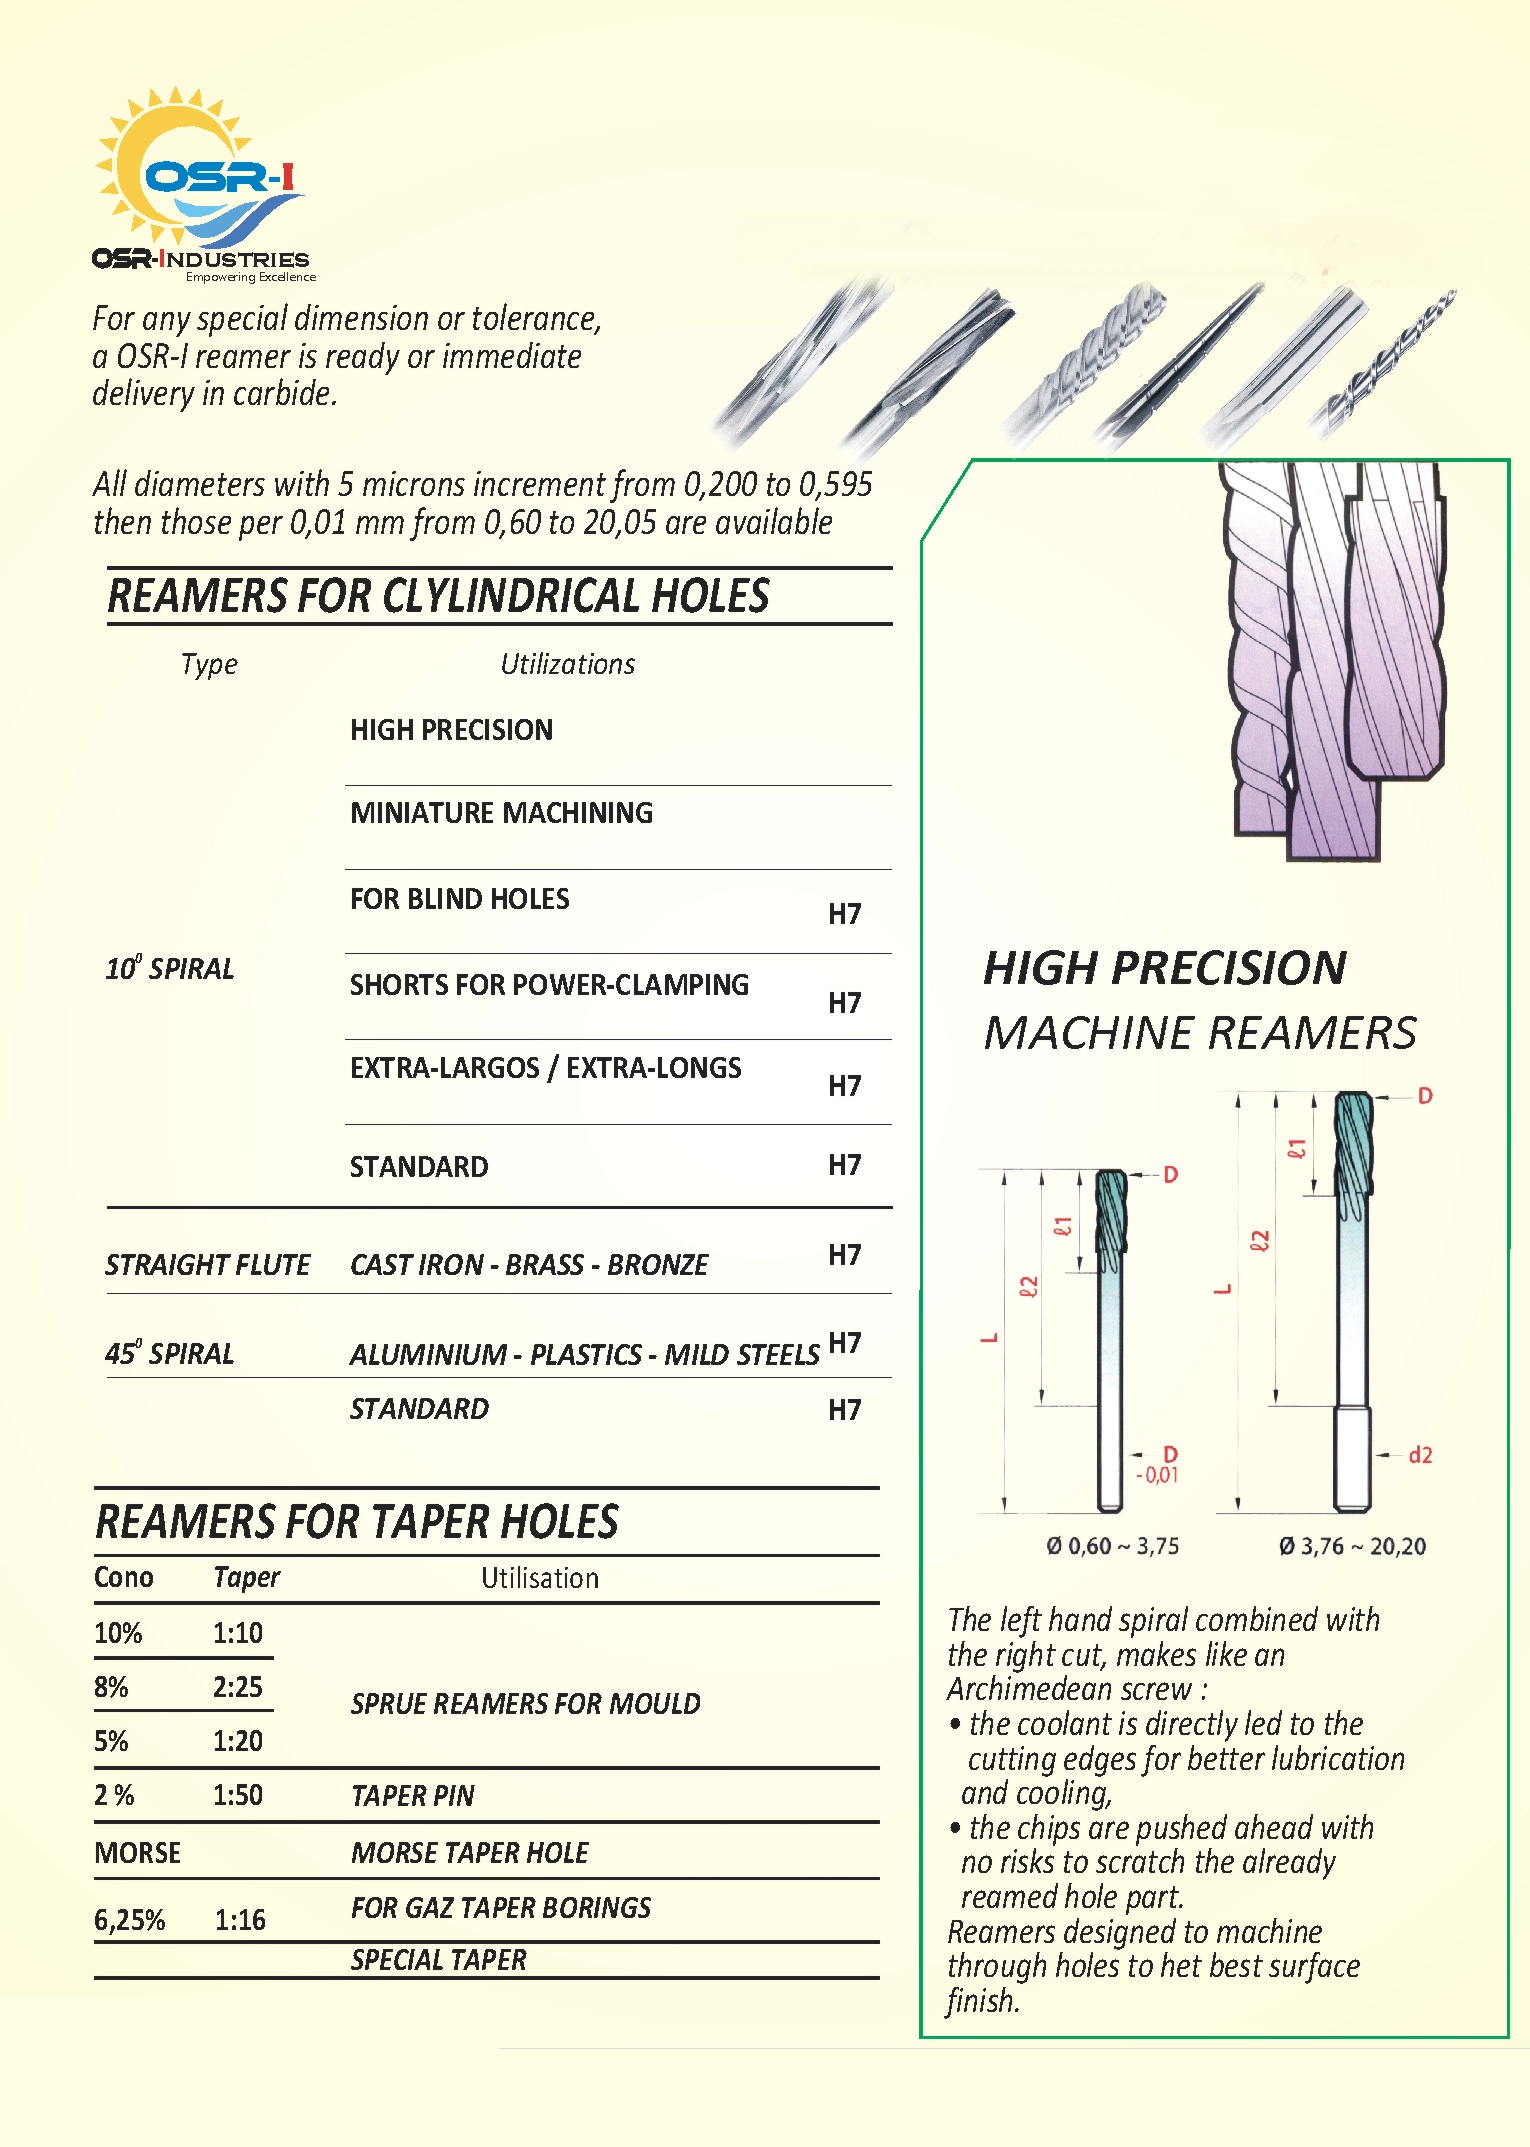 OSR-I
OSR-INDUSTRIES
Empowering Excellence
For any special dimension or tolerance,
a OSR-I reamer is ready or immediate
delivery in carbide.
All diameters with 5 microns increment from 0,200 to 0,595
then those per 0,01 mm from 0,60 to 20,05 are available
REAMERS FOR CLYLINDRICAL HOLES
Type Utilizations
HIGH PRECISION
MINIATURE MACHINING
FOR BLIND HOLES H7
10⁰ SPIRAL
SHORTS FOR POWER-CLAMPING H7
EXTRA-LARGOS / EXTRA-LONGS H7
STANDARD H7
STRAIGHT FLUTE CAST IRON - BRASS - BRONZE H7
45⁰ SPIRAL ALUMINIUM - PLASTICS - MILD STEELS H7
STANDARD H7
REAMERS FOR TAPER HOLES
Cono Taper Utilisation
10% 1:10
8% 2:25
SPRUE REAMERS FOR MOULD
5% 1:20
2 % 1:50 TAPER PIN
MORSE MORSE TAPER HOLE
6,25% 1:16 FOR GAZ TAPER BORINGS
SPECIAL TAPER
HIGH PRECISION
MACHINE REAMERS
D
ℓ1
ℓ2
L
D
-0,01
Ø 0,60 ~ 3,75
D
ℓ1
ℓ2
L
d2
Ø 3,76 ~ 20,20
The left hand spiral combined with
the right cut, makes like an
Archimedean screw :
• the coolant is directly led to the
cutting edges for better lubrication
and cooling,
• the chips are pushed ahead with
no risks to scratch the already
reamed hole part.
Reamers designed to machine
through holes to het best surface
finish.